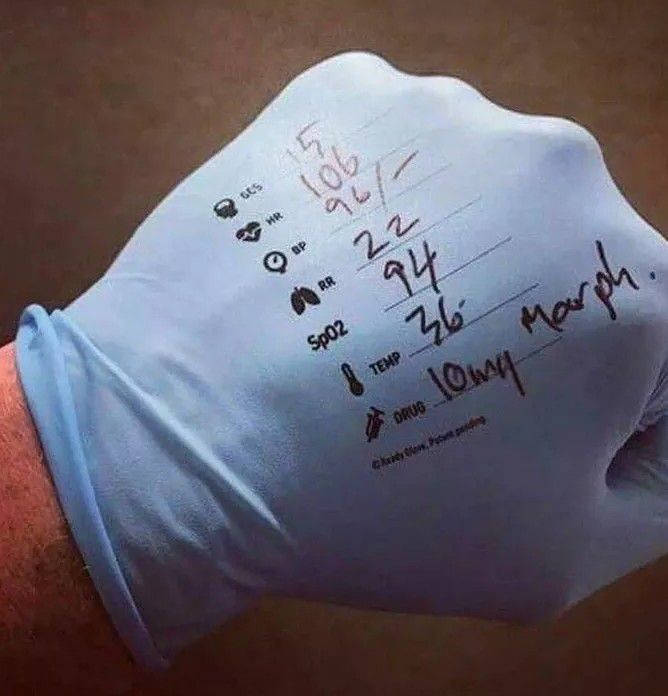 GCS 15
HR 106
BP 96/-
RR 22
SpO2 94
TEMP 36.
DRUG 10mg Morph.
© Ready Glove, Patent pending